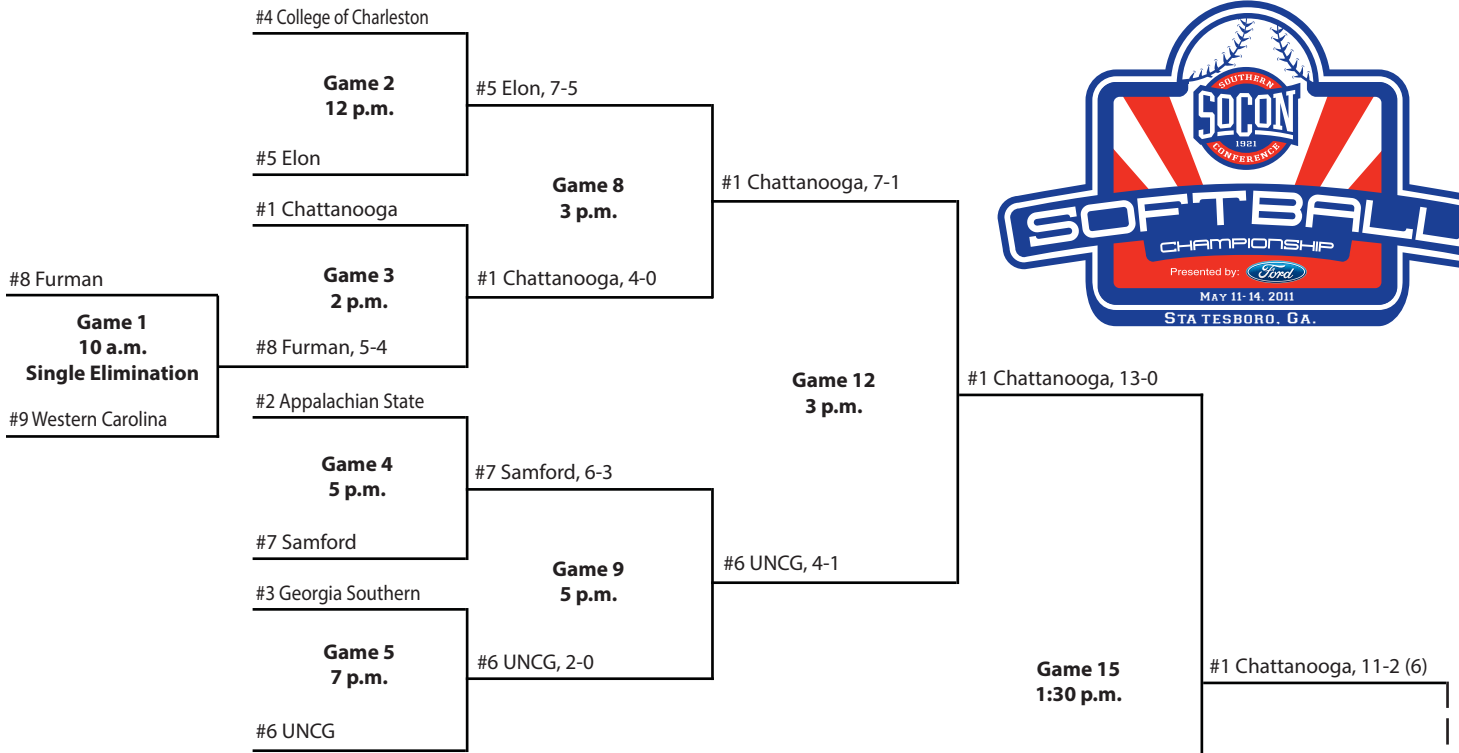 #4 College of Charleston
Game 2
12 p.m.
#5 Elon, 7-5
#5 Elon
Game 8
3 p.m.
#1 Chattanooga, 7-1
#1 Chattanooga
Game 3
2 p.m.
#1 Chattanooga, 4-0
#8 Furman
Game 1
10 a.m.
Single Elimination
#8 Furman, 5-4
#9 Western Carolina
#2 Appalachian State
Game 4
5 p.m.
#7 Samford, 6-3
#7 Samford
Game 12
3 p.m.
#1 Chattanooga, 13-0
Game 9
5 p.m.
#6 UNCG, 4-1
#3 Georgia Southern
Game 5
7 p.m.
#6 UNCG, 2-0
#6 UNCG
Game 15
1:30 p.m.
#1 Chattanooga, 11-2 (6)
SOUTHERN
SOCON
1921
CONFERENCE
SOFTBALL
CHAMPIONSHIP
Presented by: Ford
MAY 11-14, 2011
STATESBORO, GA.